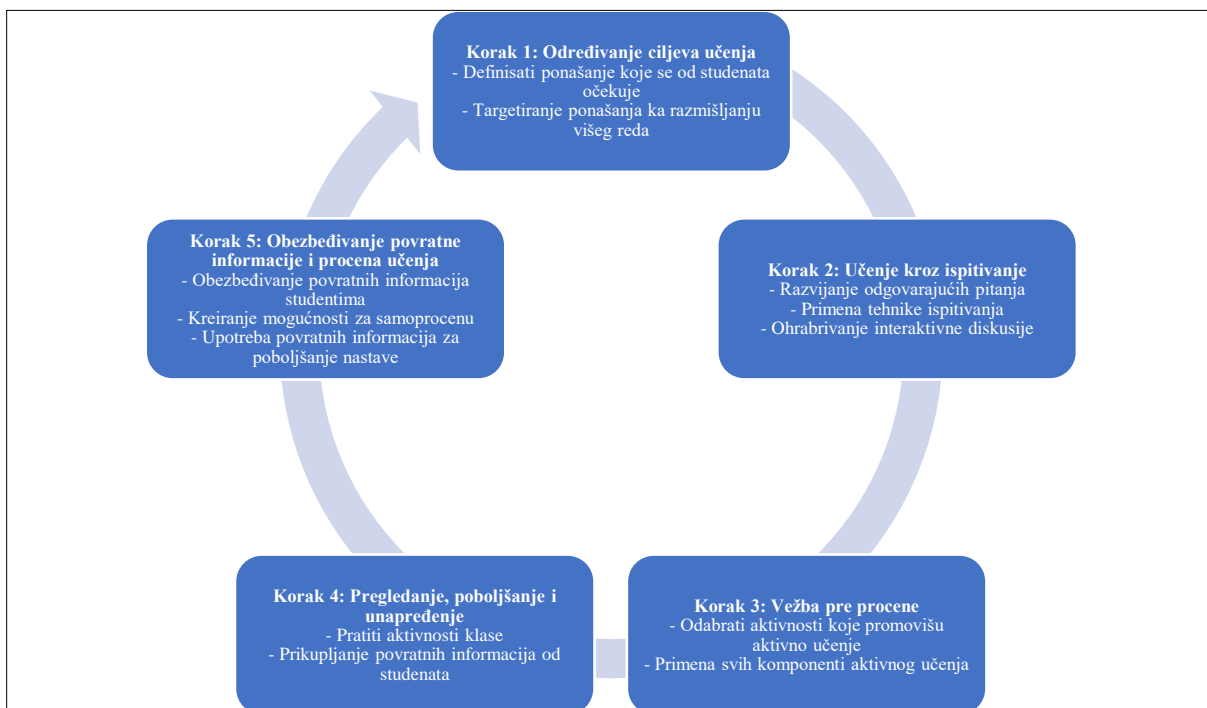 Korak 1: Određivanje ciljeva učenja
- Definisati ponašanje koje se od studenata
očekuje
- Targetiranje ponašanja ka razmišljanju
višeg reda
Korak 2: Učenje kroz ispitivanje
- Razvijanje odgovarajućih pitanja
- Primena tehnike ispitivanja
- Ohrabrivanje interaktivne diskusije
Korak 3: Vežba pre procene
- Odabrati aktivnosti koje promovišu
aktivno učenje
- Primena svih komponenti aktivnog učenja
Korak 4: Pregledanje, poboljšanje i
unapređenje
- Pratiti aktivnosti klase
- Prikupljanje povratnih informacija od
studenata
Korak 5: Obezbeđivanje povratne
informacije i procena učenja
- Obezbeđivanje povratnih informacija
studentima
- Kreiranje mogućnosti za samoprocenu
- Upotreba povratnih informacija za
poboljšanje nastave